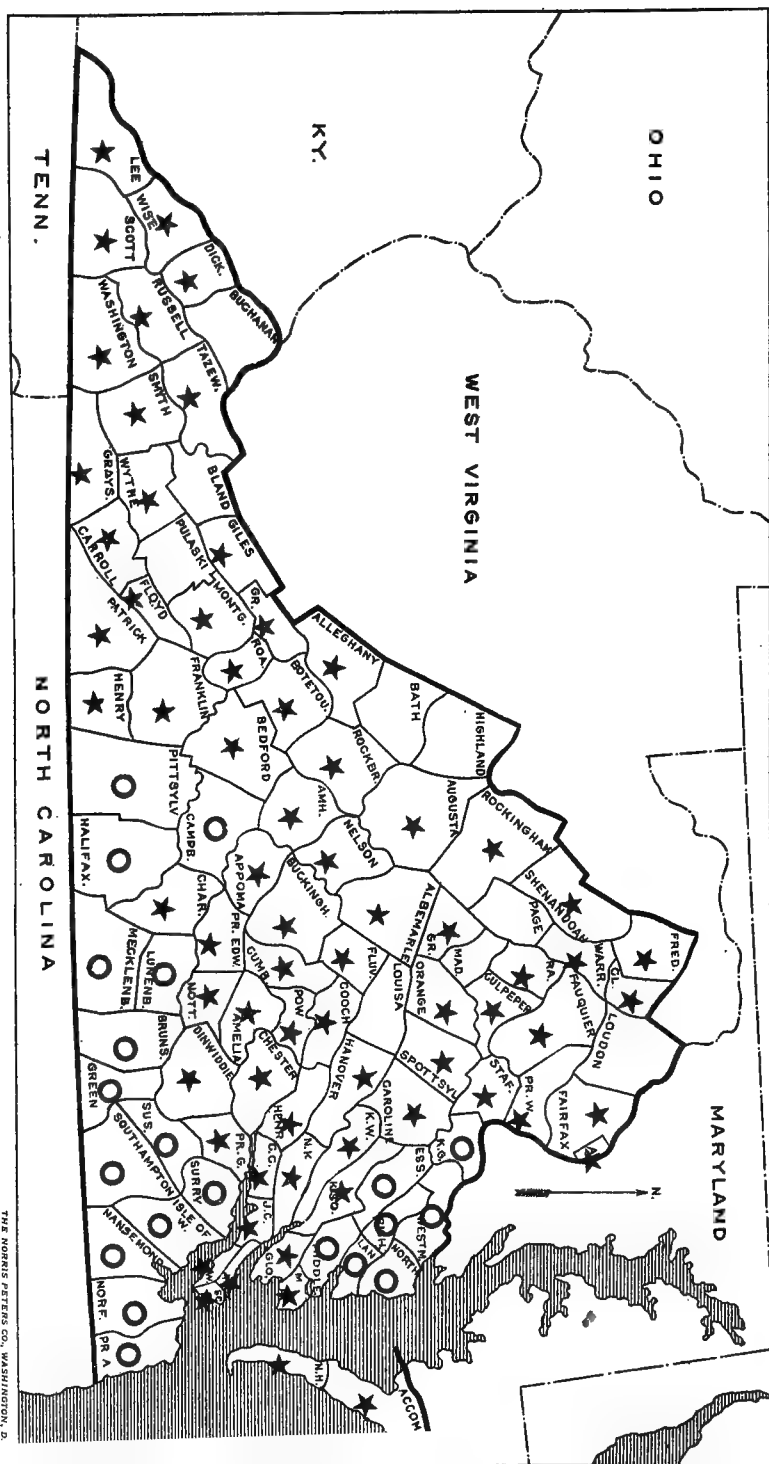 OHIO
KY.
TENN.
WEST VIRGINIA
MARYLAND
NORTH CAROLINA
N.
LEE
WISE
SCOTT
DICK.
BUCHANAN
RUSSELL
WASHINGTON
TAZEW.
SMITH
GRAYS.
WYTHE
BLAND
GILES
PULASKI
CARROLL
FLOYD
MONTG.
PATRICK
GR.
ROA.
ALLEGHANY
BATH
HIGHLAND
BOTETOU.
FRANKLIN
HENRY
BEDFORD
ROCKBR.
AUGUSTA
ROCKINGHAM
SHENANDOAH
PAGE
WARR.
FRED.
CL.
LOUDON
FAUQUIER
RA.
FAIRFAX
A.
PR. W.
STAF.
CULPEPER
MAD.
GR.
ORANGE
ALBENARLE
NELSON
AMH.
PITTSYLV
CAMPB.
APPOMA
BUCKINGH.
HALIFAX.
CHAR.
PR. EDW.
CUMB.
FLUV.
LOUISA
GOOCH
POW
SPOTTSYL
CAROLINE
HANOVER
K.G.
ESS.
WESTM.
K.W.
MECKLENB.
LUNENB.
NOTT.
AMELIA
CHESTER
DINWIDDIE
BRUNS.
GREEN
SUS.
SOUTHAMPTON
PR. G.
SURRY
ISLE OF W.
HENR
N.K
C.C.
J.C.
GLO.
M
MIDDLS
LAN
NORTH
NANSEMOND
NORF.
PR A
N.H.
ACCOM
THE NORRIS PETERS CO., WASHINGTON, D.